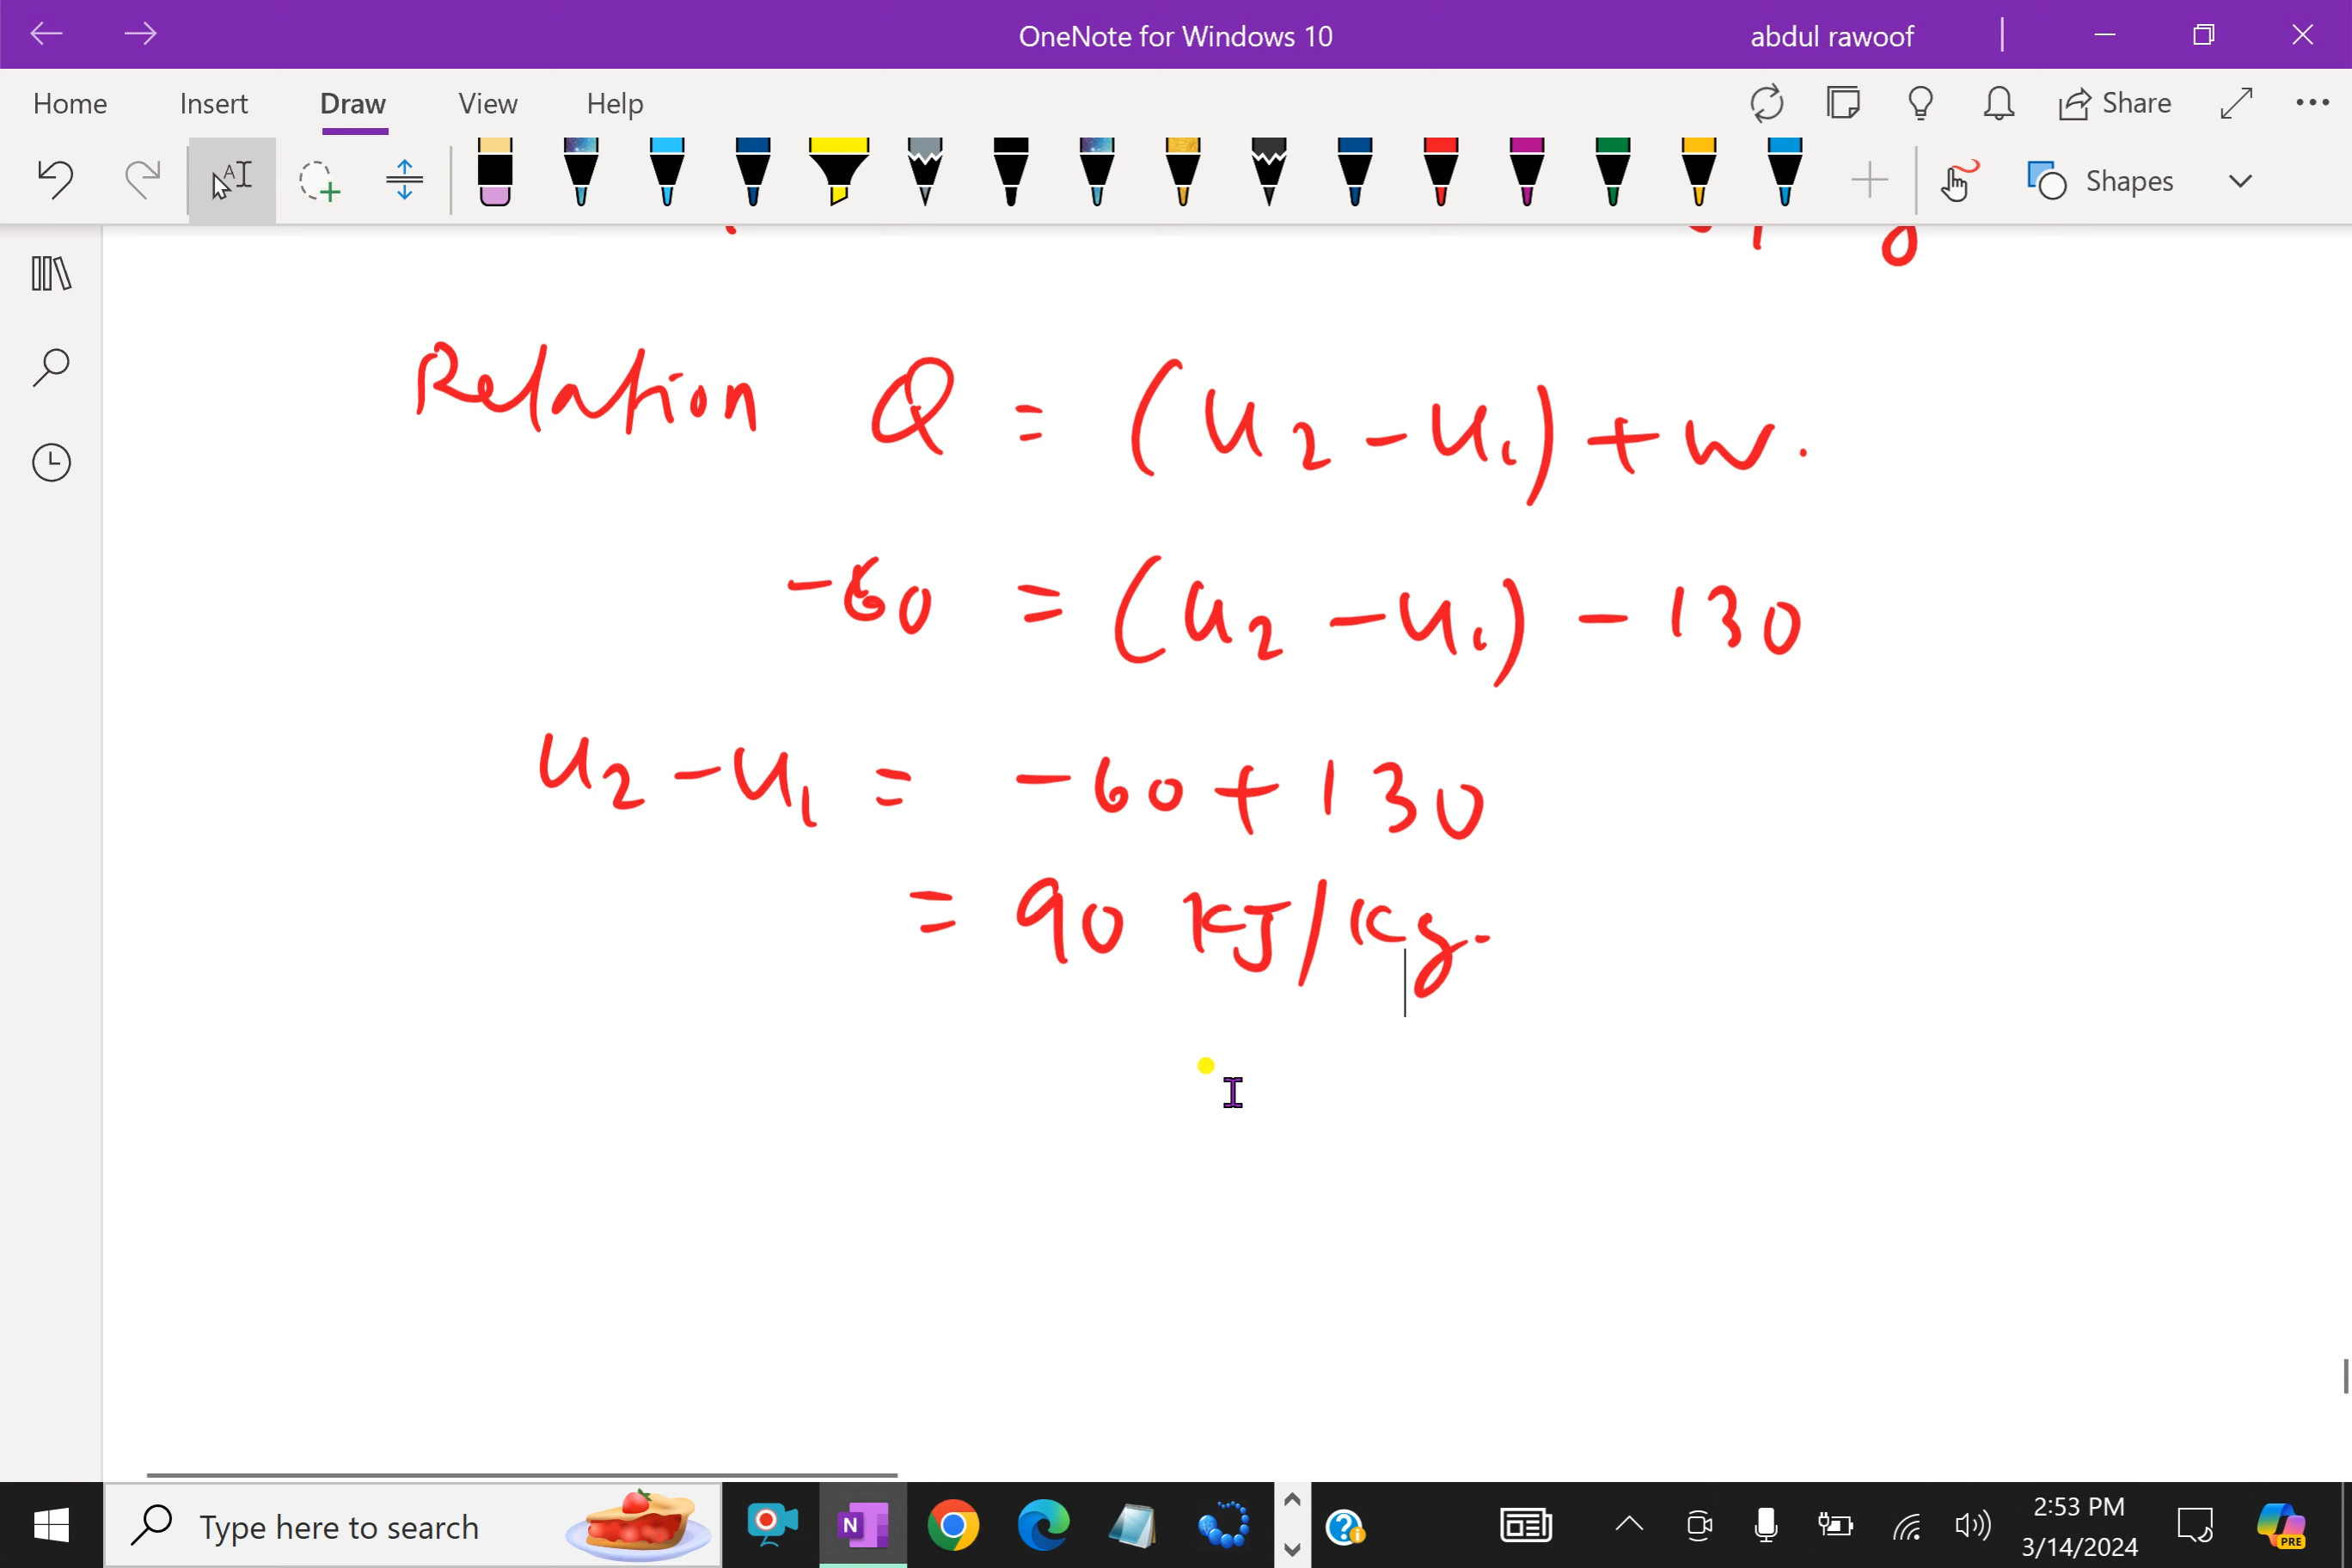 OneNote for Windows 10
abdul rawoof
Home Insert Draw View Help Share
Shapes
Relation Q = (u2 - u1) + w.
-60 = (u2 - u1) - 130
u2 - u1 = -60 + 130
= 90 KJ/Kg.
Type here to search
2:53 PM
3/14/2024
PRE